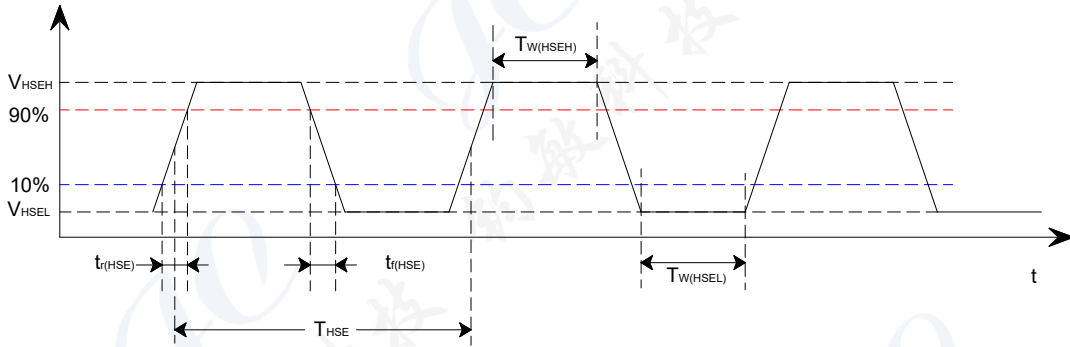 TW(HSEH)
VHSEH
90%
10%
VHSEL
tr(HSE)
tf(HSE)
TW(HSEL)
t
THSE